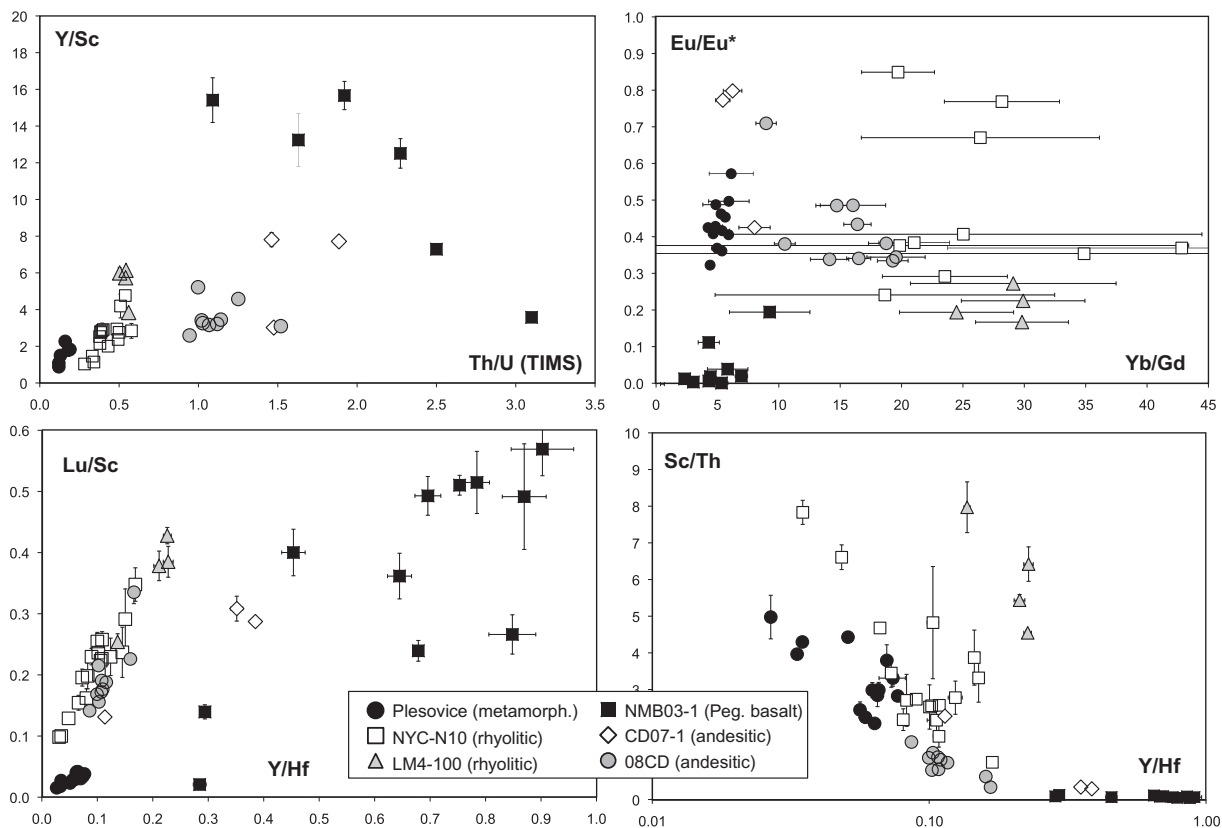 20
18
16
14
12
10
8
6
4
2
0
Y/Sc
Th/U (TIMS)
0.0 0.5 1.0 1.5 2.0 2.5 3.0 3.5
1.0
0.9
0.8
0.7
0.6
0.5
0.4
0.3
0.2
0.1
0.0
Eu/Eu*
Yb/Gd
0 5 10 15 20 25 30 35 40 45
0.6
0.5
0.4
0.3
0.2
0.1
0.0
Lu/Sc
Y/Hf
0.0 0.1 0.2 0.3 0.4 0.5 0.6 0.7 0.8 0.9 1.0
10
9
8
7
6
5
4
3
2
1
0
Sc/Th
Y/Hf
0.01 0.10 1.00
Plesovice (metamorph.) NMB03-1 (Peg. basalt)
NYC-N10 (rhyolitic) CD07-1 (andesitic)
LM4-100 (rhyolitic) 08CD (andesitic)